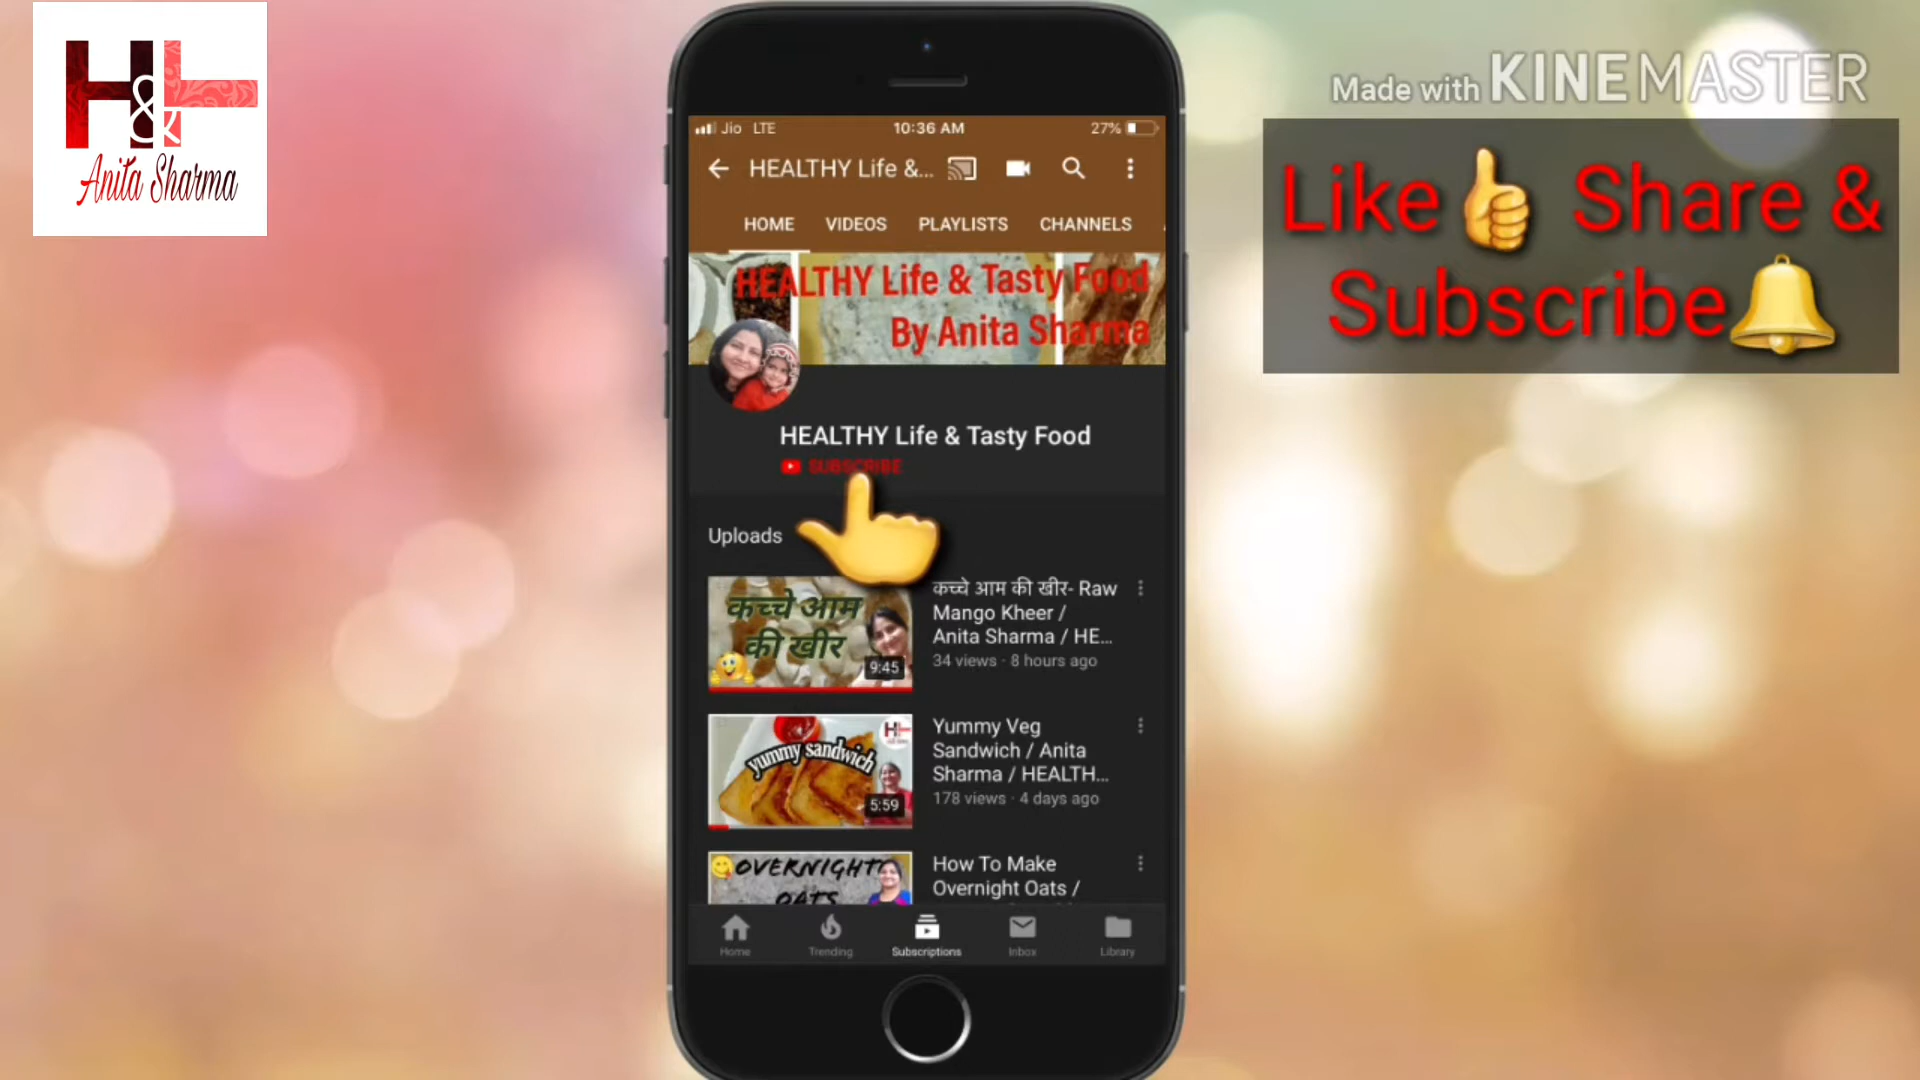 H&L
Anita Sharma
Made with KINEMASTER
Like 👍 Share &
Subscribe 🔔
Jio LTE
10:36 AM
27%
HEALTHY Life &...
HOME
VIDEOS
PLAYLISTS
CHANNELS
HEALTHY Life & Tasty Food
By Anita Sharma
HEALTHY Life & Tasty Food
SUBSCRIBE
Uploads
कच्चे आम
की खीर
9:45
कच्चे आम की खीर- Raw
Mango Kheer /
Anita Sharma / HE...
34 views · 8 hours ago
yummy sandwich
5:59
Yummy Veg
Sandwich / Anita
Sharma / HEALTH...
178 views · 4 days ago
OVERNIGHT
OATS
How To Make
Overnight Oats /
Home
Trending
Subscriptions
Inbox
Library